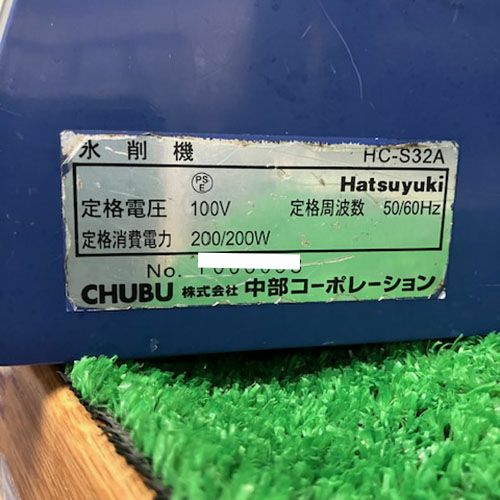 氷削機 HC-S32A
PS E Hatsuyuki
定格電圧 100V 定格周波数 50/60Hz
定格消費電力 200/200W
No.
CHUBU 株式会社 中部コーポレーション